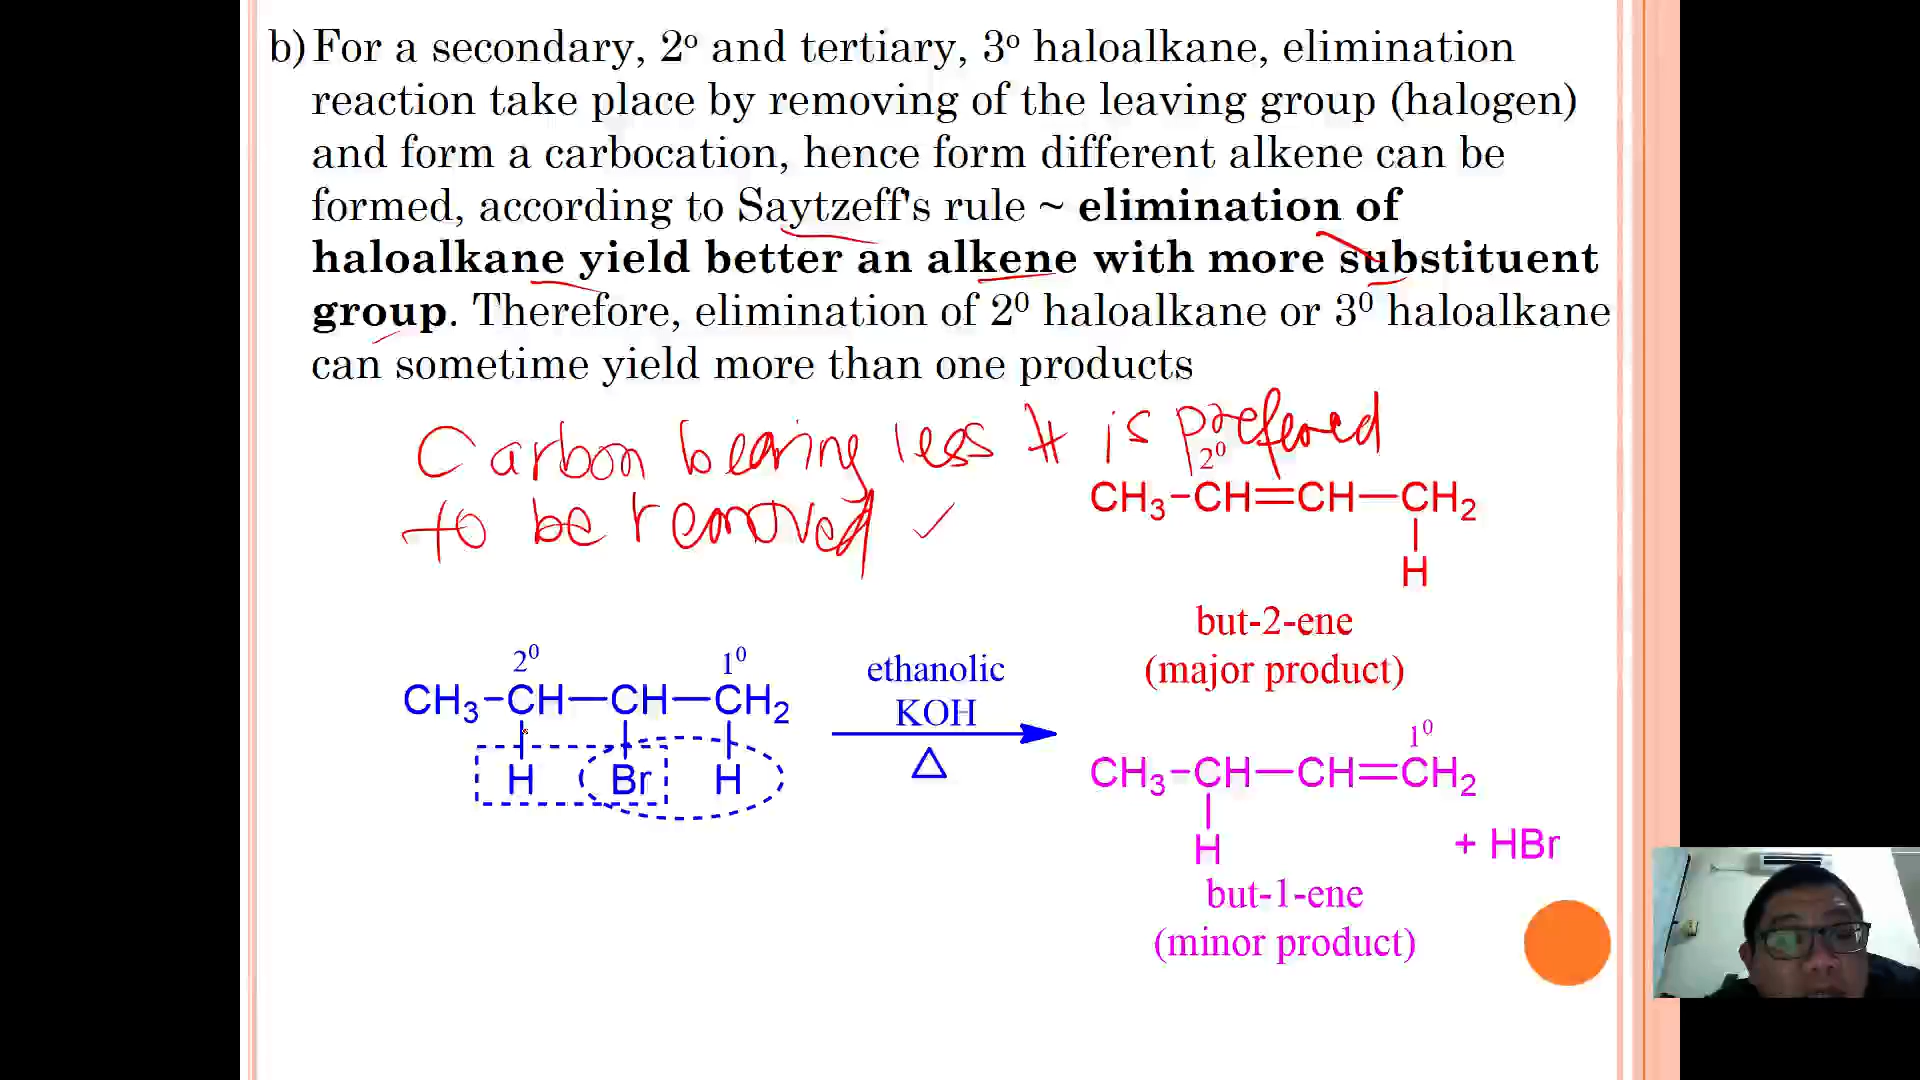 b) For a secondary, 2º and tertiary, 3º haloalkane, elimination
reaction take place by removing of the leaving group (halogen)
and form a carbocation, hence form different alkene can be
formed, according to Saytzeff's rule ~ elimination of
haloalkane yield better an alkene with more substituent
group. Therefore, elimination of 2⁰ haloalkane or 3⁰ haloalkane
can sometime yield more than one products
Carbon bearing less H is preferred
to be removed ✓
2⁰
CH₃-CH=CH-CH₂
H
but-2-ene
(major product)
2⁰ 1⁰
CH₃-CH-CH-CH₂
H Br H
ethanolic
KOH
△
1⁰
CH₃-CH-CH=CH₂
H
+ HBr
but-1-ene
(minor product)